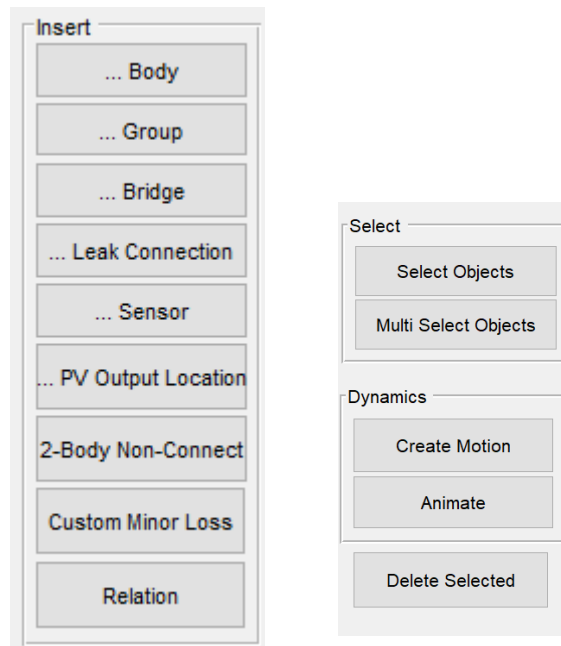 Insert
... Body
... Group
... Bridge
... Leak Connection
... Sensor
... PV Output Location
2-Body Non-Connect
Custom Minor Loss
Relation
Select
Select Objects
Multi Select Objects
Dynamics
Create Motion
Animate
Delete Selected